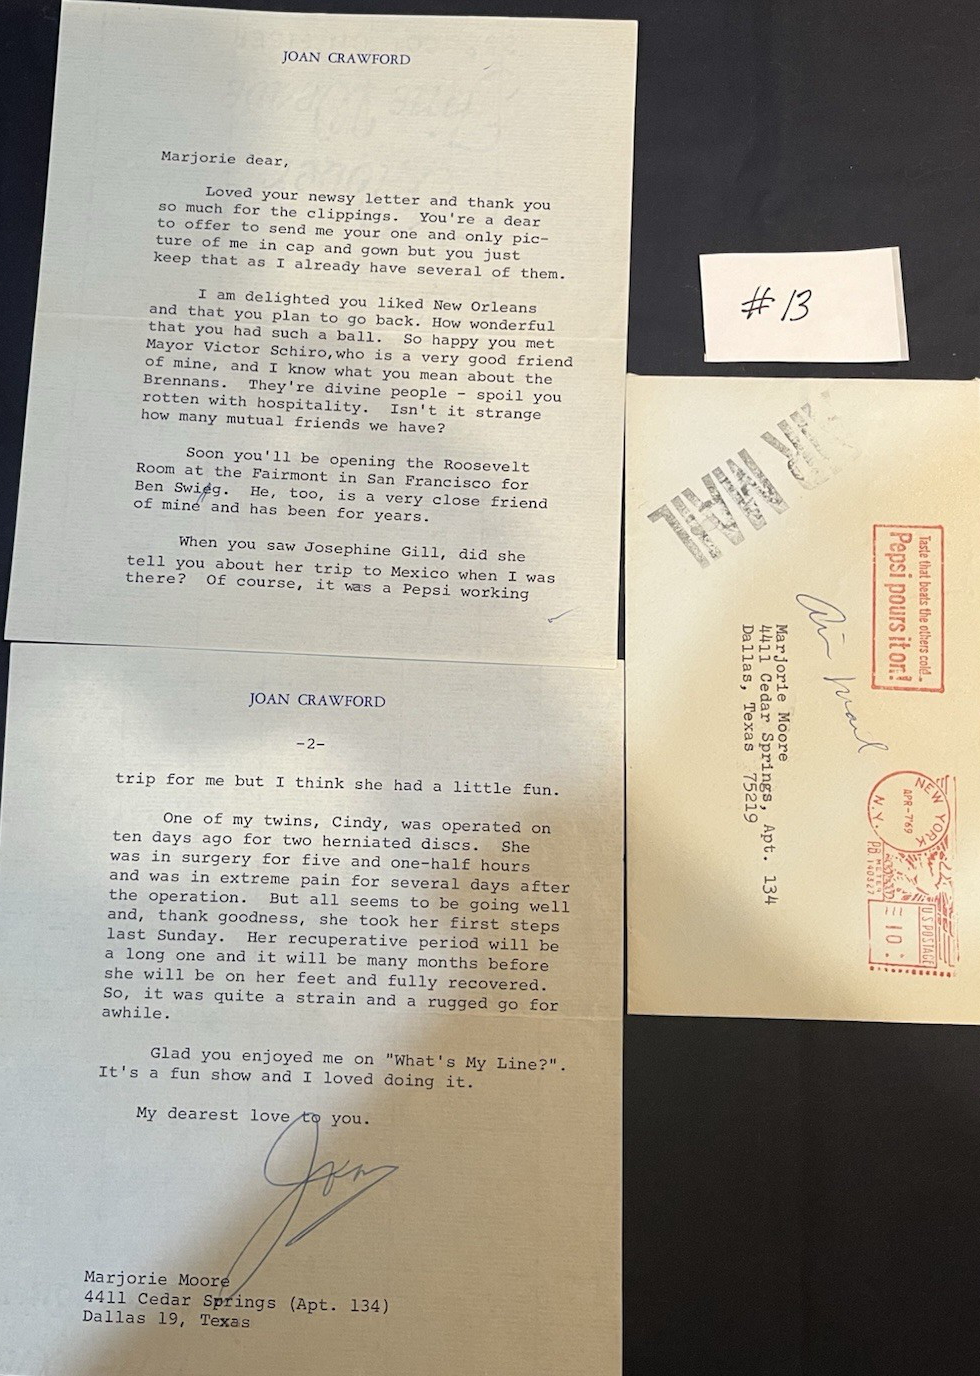 JOAN CRAWFORD
Marjorie dear,
Loved your newsy letter and thank you
so much for the clippings. You're a dear
to offer to send me your one and only pic-
ture of me in cap and gown but you just
keep that as I already have several of them.
I am delighted you liked New Orleans
and that you plan to go back. How wonderful
that you had such a ball. So happy you met
Mayor Victor Schiro,who is a very good friend
of mine, and I know what you mean about the
Brennans. They're divine people - spoil you
rotten with hospitality. Isn't it strange
how many mutual friends we have?
Soon you'll be opening the Roosevelt
Room at the Fairmont in San Francisco for
Ben Swieg. He, too, is a very close friend
of mine and has been for years.
When you saw Josephine Gill, did she
tell you about her trip to Mexico when I was
there? Of course, it was a Pepsi working
JOAN CRAWFORD
-2-
trip for me but I think she had a little fun.
One of my twins, Cindy, was operated on
ten days ago for two herniated discs. She
was in surgery for five and one-half hours
and was in extreme pain for several days after
the operation. But all seems to be going well
and, thank goodness, she took her first steps
last Sunday. Her recuperative period will be
a long one and it will be many months before
she will be on her feet and fully recovered.
So, it was quite a strain and a rugged go for
awhile.
Glad you enjoyed me on "What's My Line?".
It's a fun show and I loved doing it.
My dearest love to you.
Joan
Marjorie Moore
4411 Cedar Springs (Apt. 134)
Dallas 19, Texas
#13
Taste that beats the others cold..
Pepsi pours it on!
Air Mail
Marjorie Moore
4411 Cedar Springs, Apt. 134
Dallas, Texas 75219
NEW YORK
APR-7'69
N.Y.
PB METER
U.S. POSTAGE
10